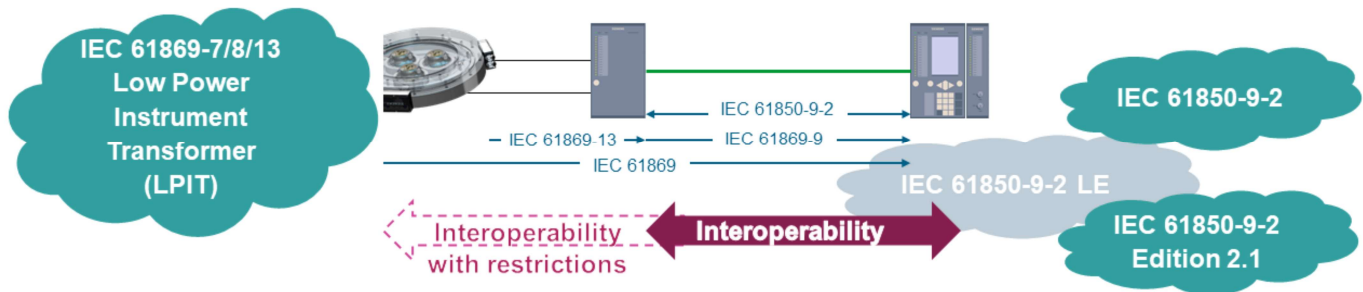 IEC 61869-7/8/13
Low Power
Instrument
Transformer
(LPIT)
IEC 61850-9-2
IEC 61869-13
IEC 61869-9
IEC 61869
Interoperability
with restrictions
Interoperability
IEC 61850-9-2
IEC 61850-9-2 LE
IEC 61850-9-2
Edition 2.1